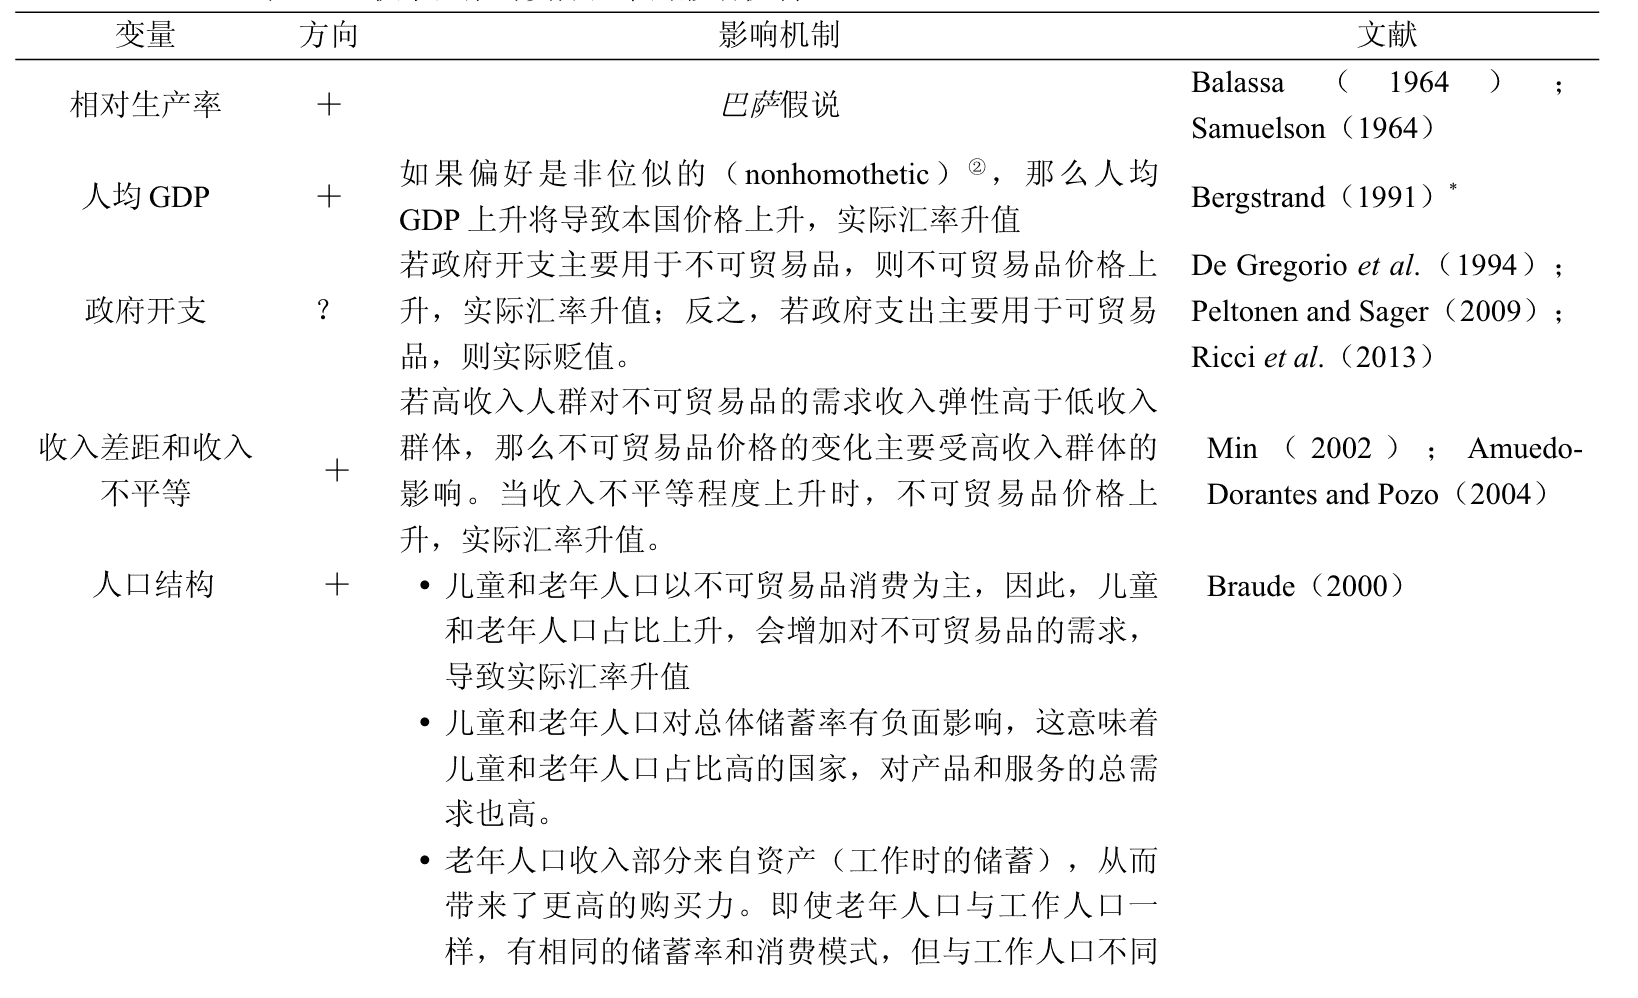 变量 方向 影响机制 文献
相对生产率 ＋ 巴萨假说 Balassa （ 1964 ） ；
Samuelson（1964）
人均 GDP ＋ 如果偏好是非位似的（nonhomothetic）②，那么人均
GDP 上升将导致本国价格上升，实际汇率升值
Bergstrand（1991）*
政府开支 ？ 若政府开支主要用于不可贸易品，则不可贸易品价格上
升，实际汇率升值；反之，若政府支出主要用于可贸易
品，则实际贬值。
De Gregorio et al.（1994）；
Peltonen and Sager（2009）；
Ricci et al.（2013）
收入差距和收入
不平等
＋
若高收入人群对不可贸易品的需求收入弹性高于低收入
群体，那么不可贸易品价格的变化主要受高收入群体的
影响。当收入不平等程度上升时，不可贸易品价格上
升，实际汇率升值。
Min （ 2002 ） ； Amuedo-
Dorantes and Pozo（2004）
人口结构 ＋ • 儿童和老年人口以不可贸易品消费为主，因此，儿童
和老年人口占比上升，会增加对不可贸易品的需求，
导致实际汇率升值
Braude（2000）
• 儿童和老年人口对总体储蓄率有负面影响，这意味着
儿童和老年人口占比高的国家，对产品和服务的总需
求也高。
• 老年人口收入部分来自资产（工作时的储蓄），从而
带来了更高的购买力。即使老年人口与工作人口一
样，有相同的储蓄率和消费模式，但与工作人口不同